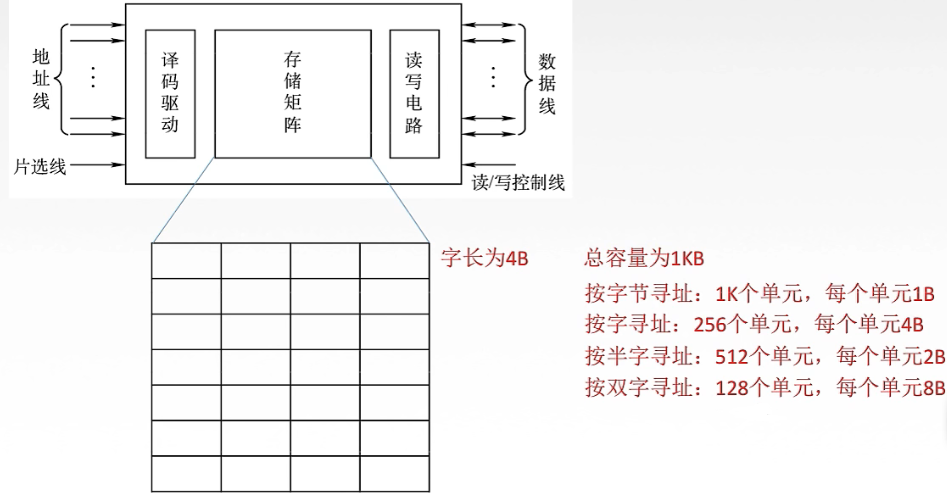 地址线
译码驱动
存储矩阵
读写电路
数据线
片选线
读/写控制线
字长为4B
总容量为1KB
按字节寻址：1K个单元，每个单元1B
按字寻址：256个单元，每个单元4B
按半字寻址：512个单元，每个单元2B
按双字寻址：128个单元，每个单元8B